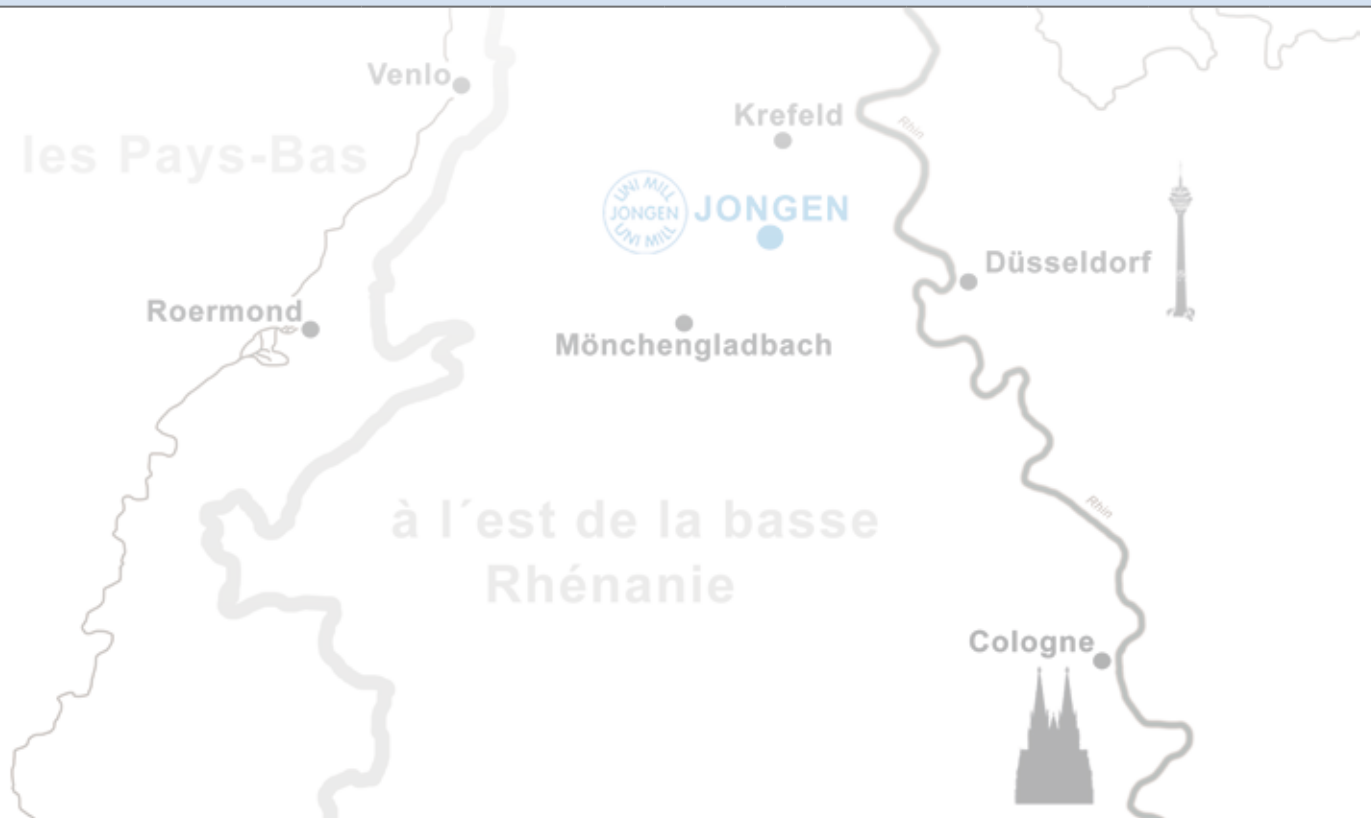 Venlo
Krefeld
Rhin
les Pays-Bas
UNI MILL
JONGEN
UNI MILL
JONGEN
Düsseldorf
Roermond
Mönchengladbach
Rhin
à l´est de la basse
Rhénanie
Cologne